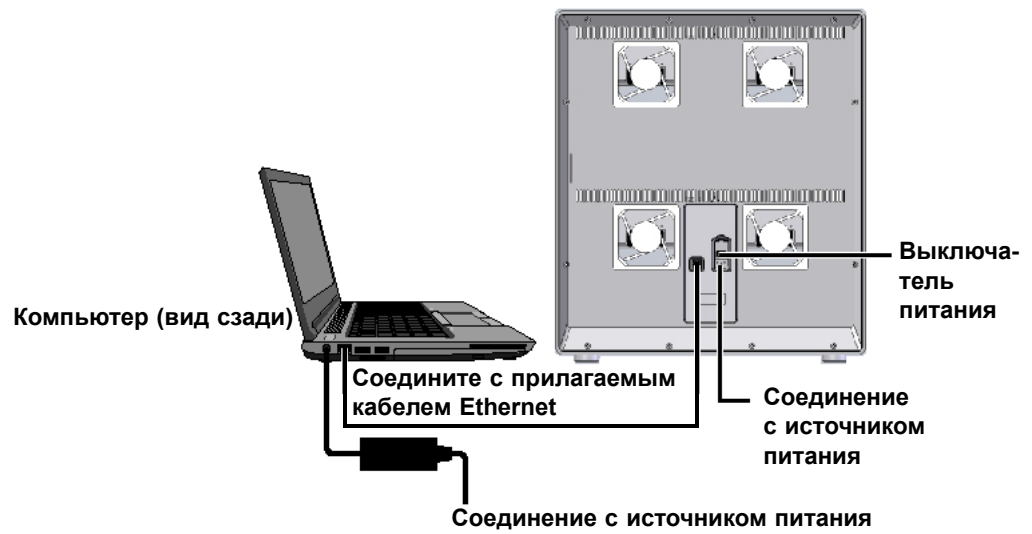 Выключа-
тель
питания
Компьютер (вид сзади)
Соедините с прилагаемым
кабелем Ethernet
Соединение
с источником
питания
Соединение с источником питания